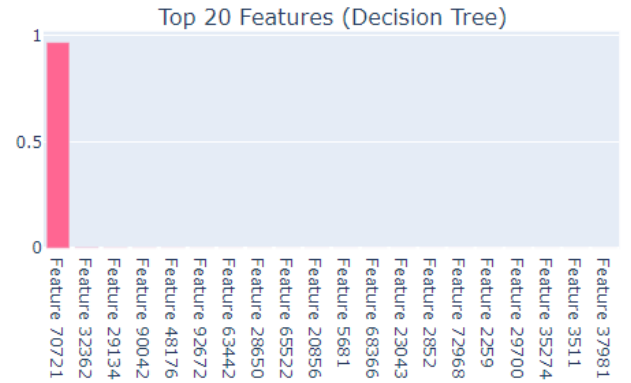 Top 20 Features (Decision Tree)
1
0.5
0
Feature 70721
Feature 32362
Feature 29134
Feature 90042
Feature 48176
Feature 92672
Feature 63442
Feature 28650
Feature 65522
Feature 20856
Feature 5681
Feature 68366
Feature 23043
Feature 2852
Feature 72968
Feature 2259
Feature 29700
Feature 35274
Feature 3511
Feature 37981